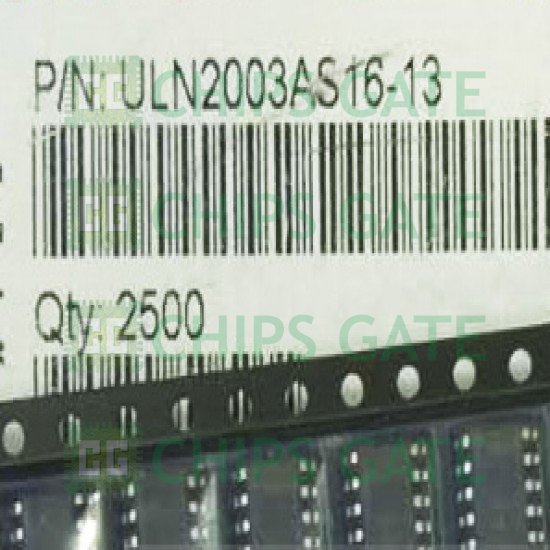 P/N: ULN2003AS16-13
CHIPS GATE
CHIPS GATE
Qty: 2500
CHIPS GATE
CHIPS GATE